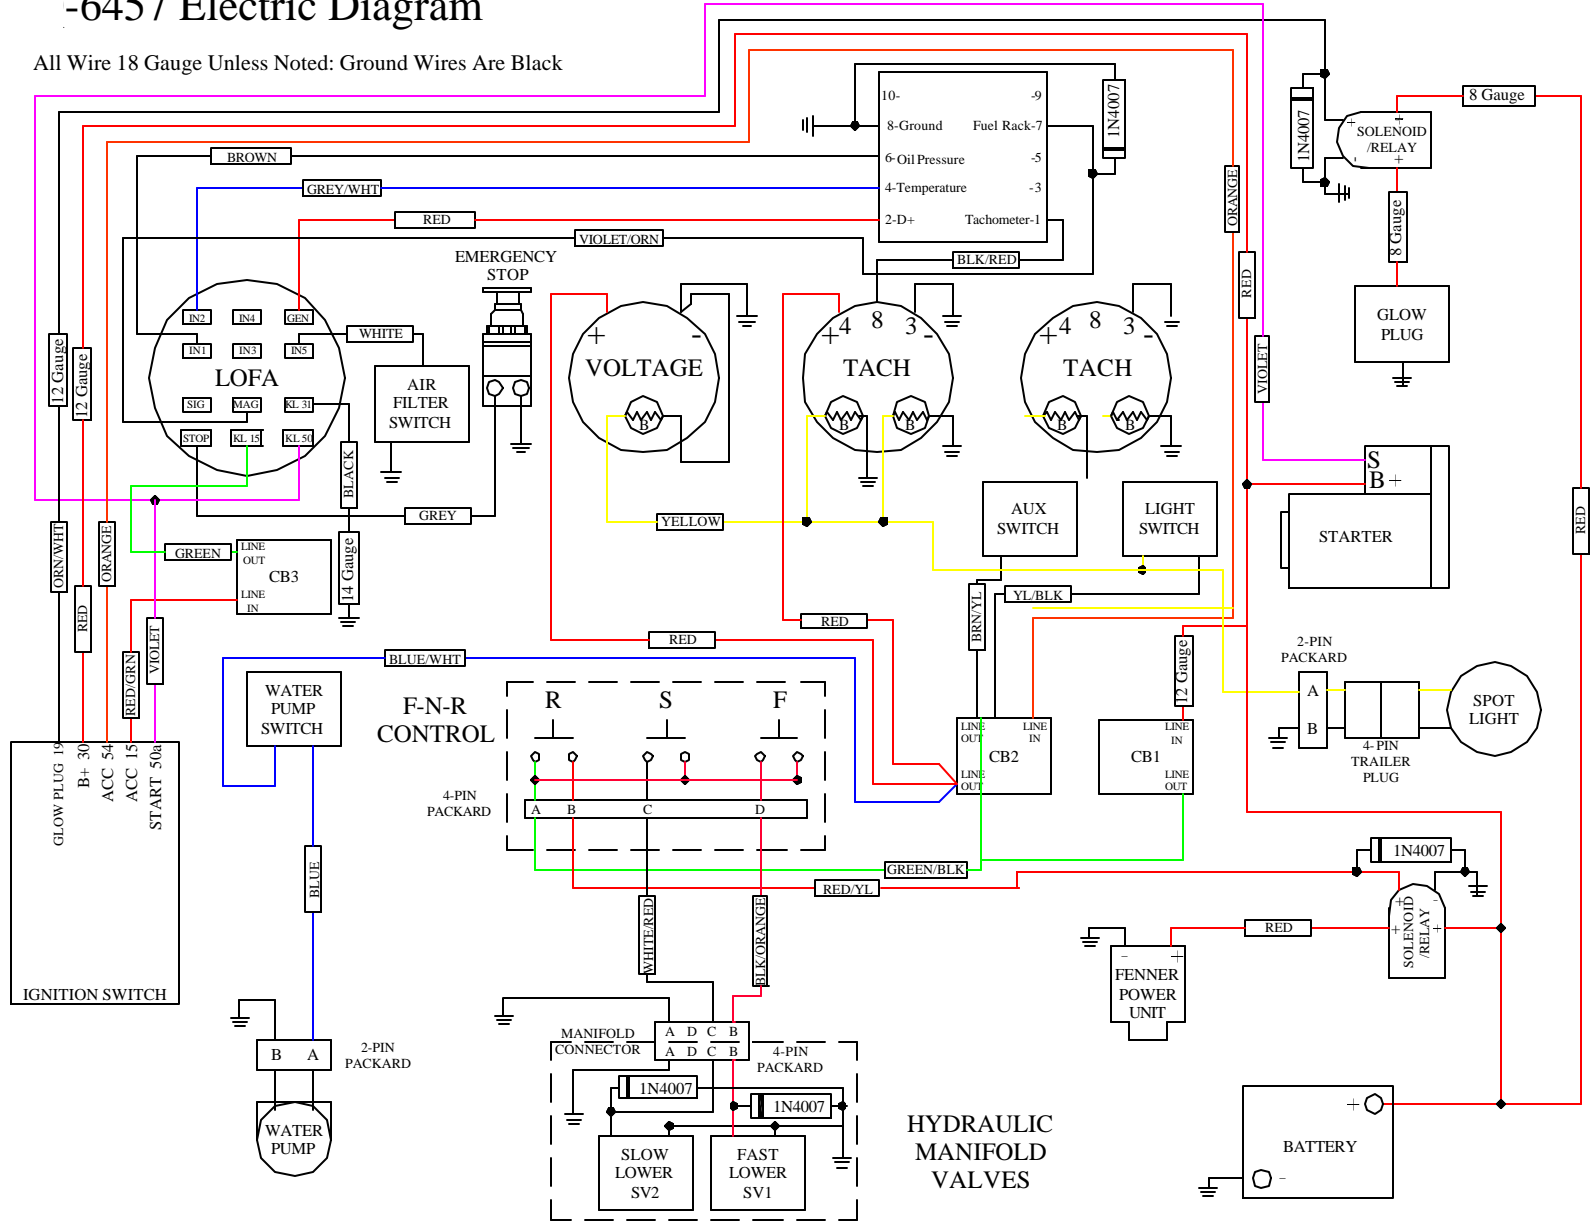 -6457 Electric Diagram
All Wire 18 Gauge Unless Noted: Ground Wires Are Black
10-
-9
8-Ground
Fuel Rack-7
6-Oil Pressure
-5
4-Temperature
-3
2-D+
Tachometer-1
1N4007
1N4007
8 Gauge
+
-
+
+
SOLENOID
/RELAY
8 Gauge
GLOW
PLUG
BROWN
GREY/WHT
RED
VIOLET/ORN
BLK/RED
ORANGE
RED
VIOLET
EMERGENCY
STOP
IN2
IN4
GEN
IN1
IN3
IN5
LOFA
SIG
MAG
KL 31
STOP
KL 15
KL 50
WHITE
AIR
FILTER
SWITCH
12 Gauge
12 Gauge
BLACK
GREY
14 Gauge
+
-
VOLTAGE
B
+
4
8
3
-
TACH
B
B
+
4
8
3
-
TACH
B
B
YELLOW
AUX
SWITCH
LIGHT
SWITCH
S
B+
STARTER
RED
ORN/WHT
RED
ORANGE
GREEN
LINE
OUT
CB3
LINE
IN
RED/GRN
VIOLET
BRN/YL
YL/BLK
RED
RED
BLUE/WHT
12 Gauge
2-PIN
PACKARD
A
B
4-PIN
TRAILER
PLUG
SPOT
LIGHT
WATER
PUMP
SWITCH
F-N-R
CONTROL
R
S
F
4-PIN
PACKARD
A
B
C
D
LINE
OUT
LINE
IN
CB2
LINE
OUT
LINE
IN
CB1
LINE
OUT
GLOW PLUG 19
B+ 30
ACC 54
ACC 15
START 50a
IGNITION SWITCH
BLUE
GREEN/BLK
RED/YL
WHITE/RED
BLK/ORANGE
1N4007
+
-
+
+
SOLENOID
/RELAY
RED
-
+
FENNER
POWER
UNIT
B
A
2-PIN
PACKARD
WATER
PUMP
MANIFOLD
CONNECTOR
A D C B
A D C B
4-PIN
PACKARD
1N4007
1N4007
SLOW
LOWER
SV2
FAST
LOWER
SV1
HYDRAULIC
MANIFOLD
VALVES
+
BATTERY
-